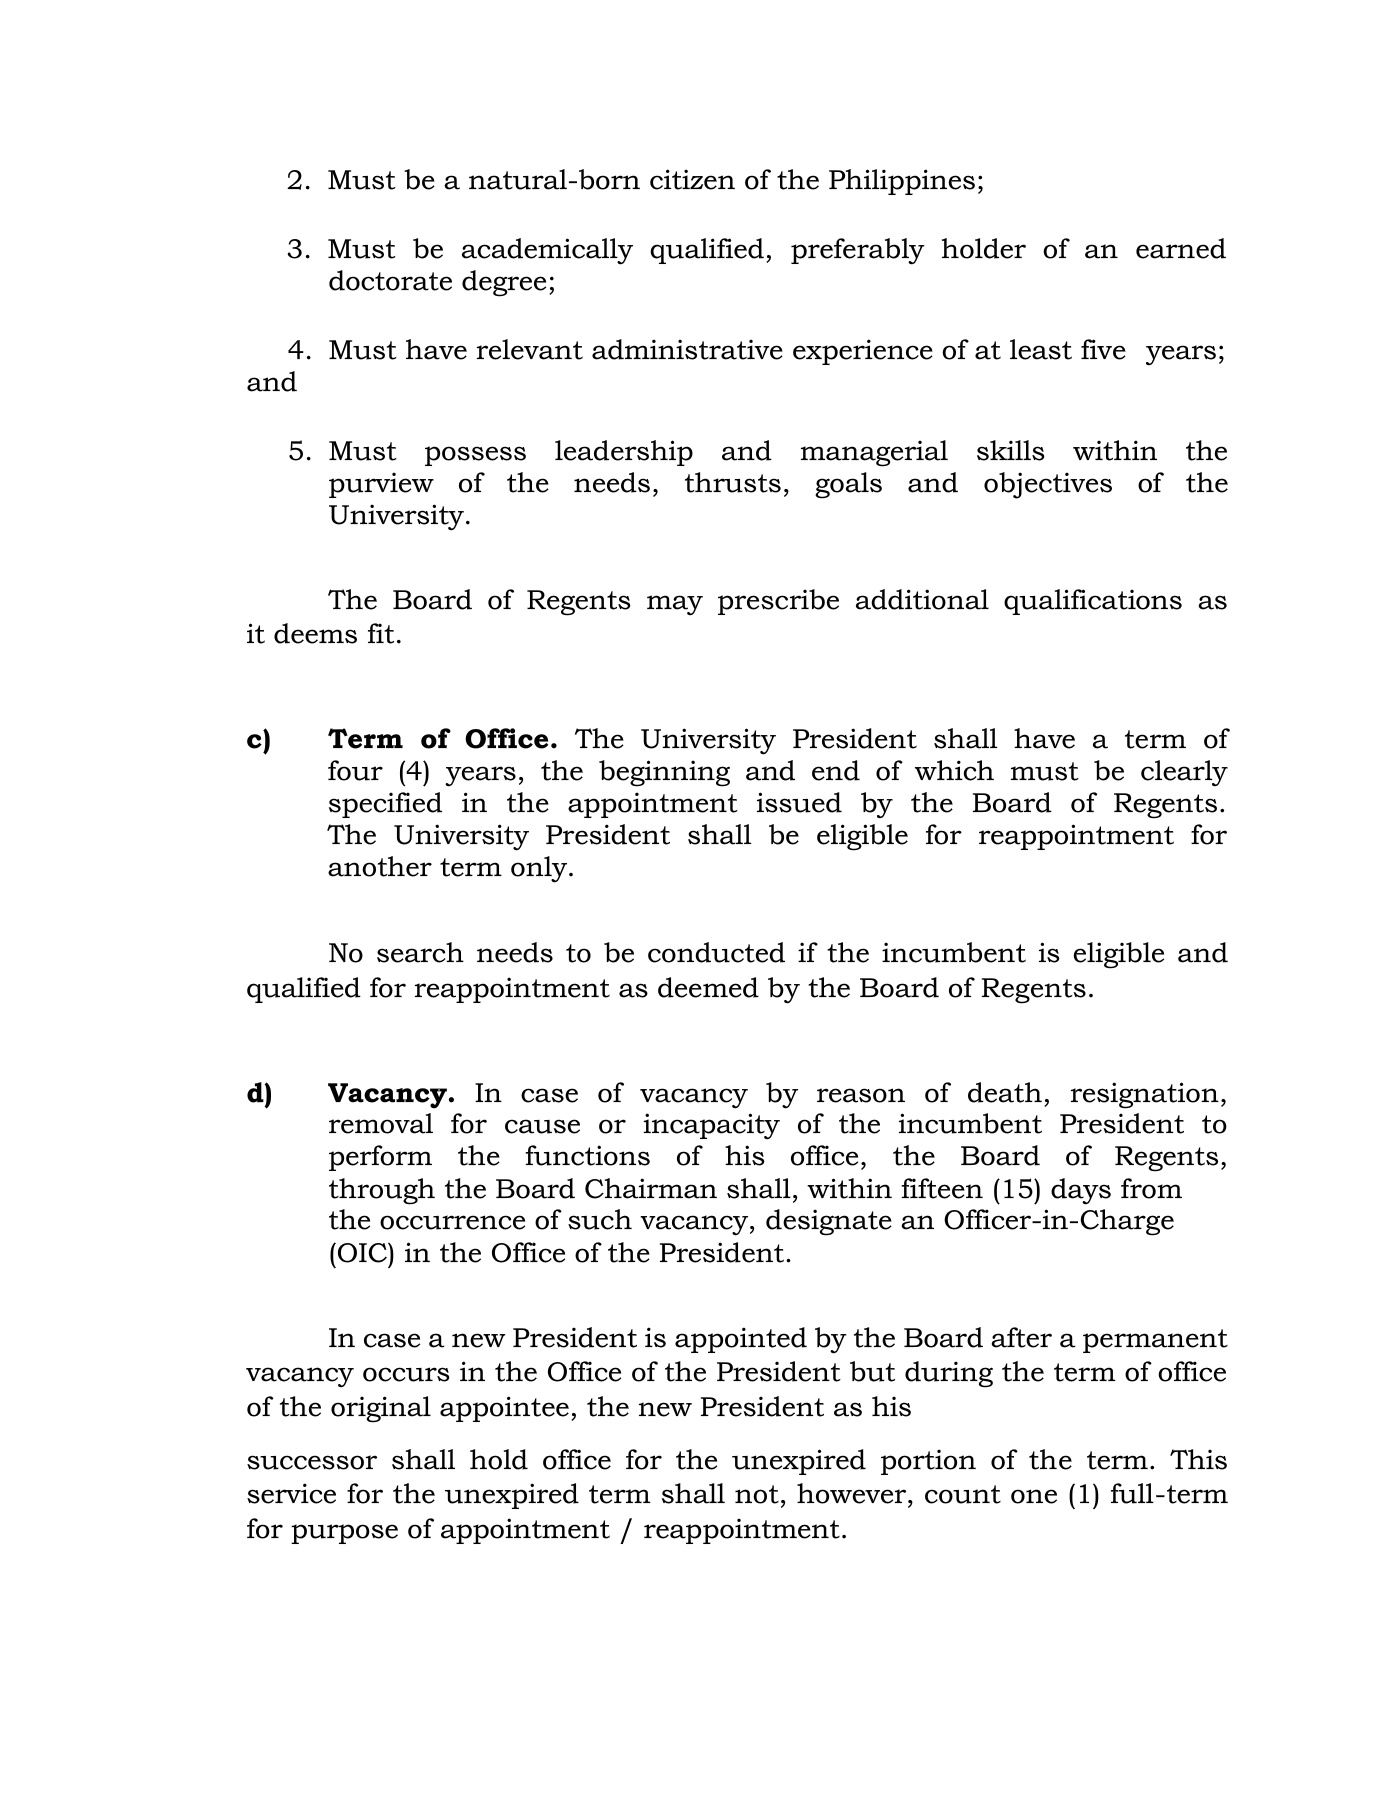 2. Must be a natural-born citizen of the Philippines;
3. Must be academically qualified, preferably holder of an earned
doctorate degree;
4. Must have relevant administrative experience of at least five years;
and
5. Must possess leadership and managerial skills within the
purview of the needs, thrusts, goals and objectives of the
University.
The Board of Regents may prescribe additional qualifications as
it deems fit.
c) Term of Office. The University President shall have a term of
four (4) years, the beginning and end of which must be clearly
specified in the appointment issued by the Board of Regents.
The University President shall be eligible for reappointment for
another term only.
No search needs to be conducted if the incumbent is eligible and
qualified for reappointment as deemed by the Board of Regents.
d) Vacancy. In case of vacancy by reason of death, resignation,
removal for cause or incapacity of the incumbent President to
perform the functions of his office, the Board of Regents,
through the Board Chairman shall, within fifteen (15) days from
the occurrence of such vacancy, designate an Officer-in-Charge
(OIC) in the Office of the President.
In case a new President is appointed by the Board after a permanent
vacancy occurs in the Office of the President but during the term of office
of the original appointee, the new President as his
successor shall hold office for the unexpired portion of the term. This
service for the unexpired term shall not, however, count one (1) full-term
for purpose of appointment / reappointment.